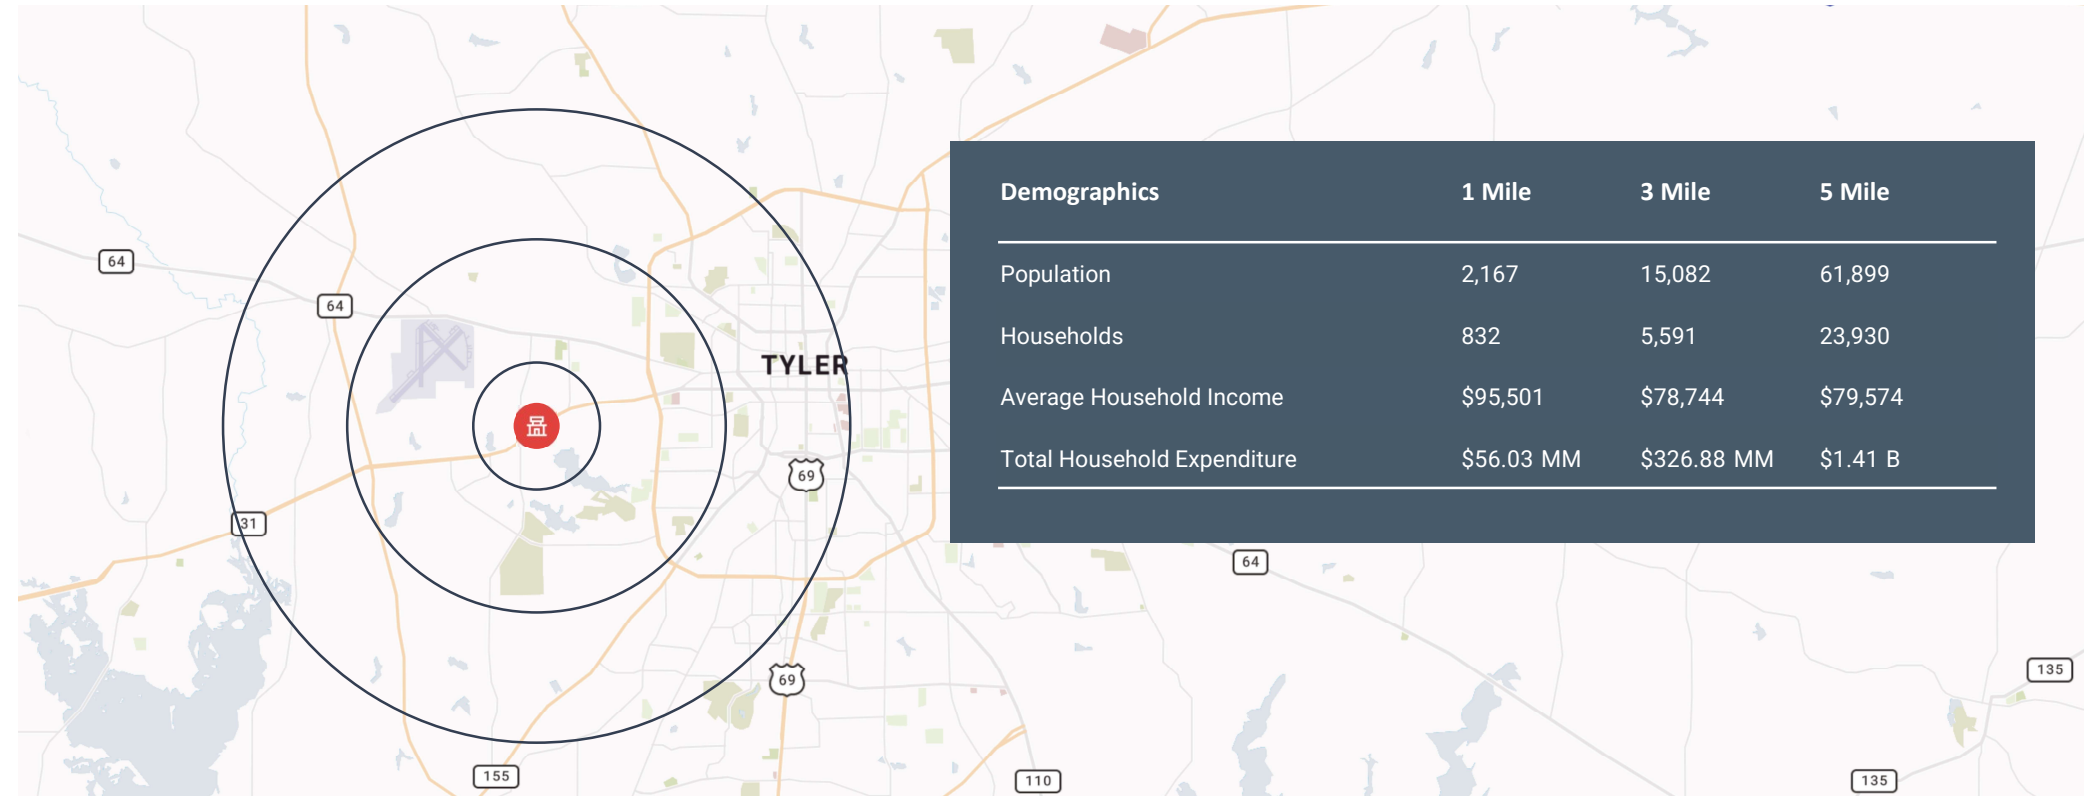 64
64
TYLER
69
31
69
155
110
64
135
135
Demographics 1 Mile 3 Mile 5 Mile
Population 2,167 15,082 61,899
Households 832 5,591 23,930
Average Household Income $95,501 $78,744 $79,574
Total Household Expenditure $56.03 MM $326.88 MM $1.41 B